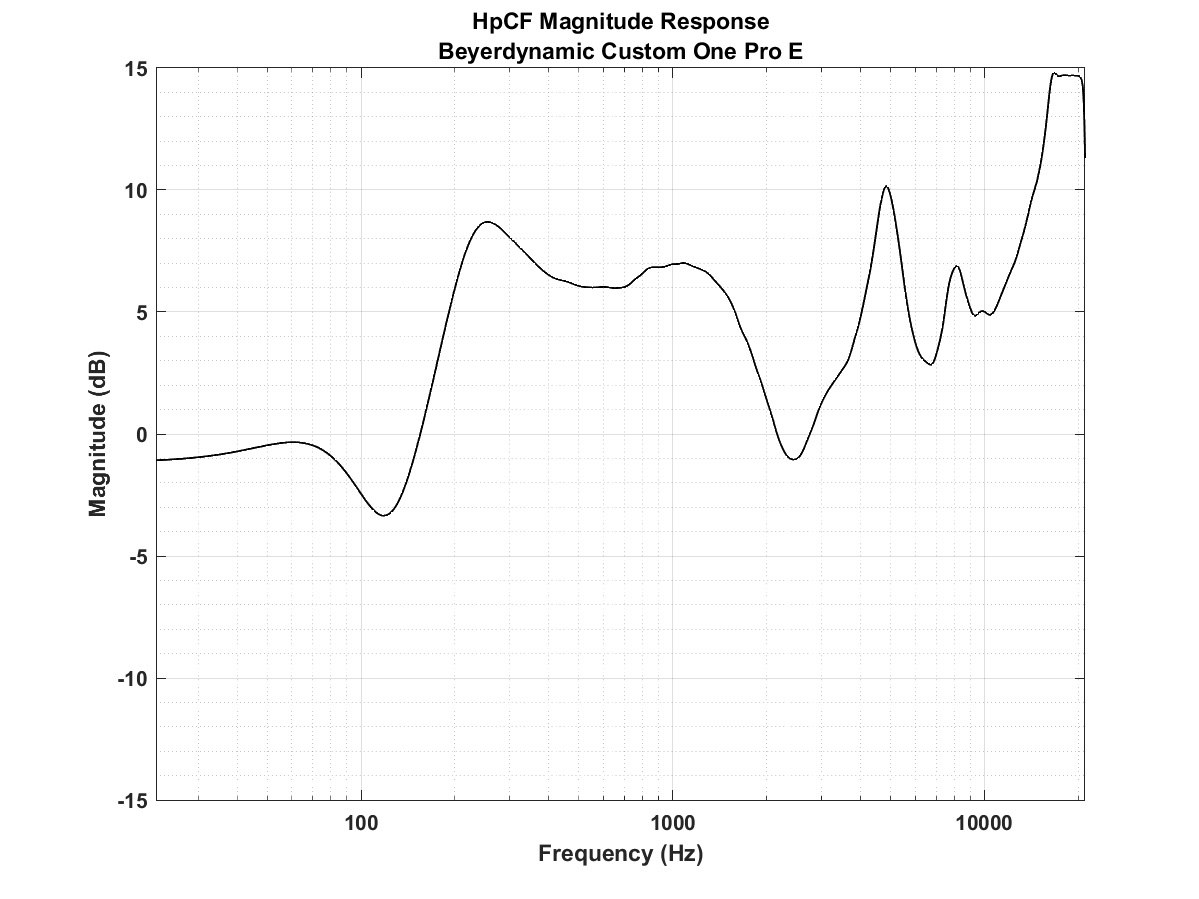 HpCF Magnitude Response
Beyerdynamic Custom One Pro E
15
10
5
0
-5
-10
-15
Magnitude (dB)
100
1000
10000
Frequency (Hz)